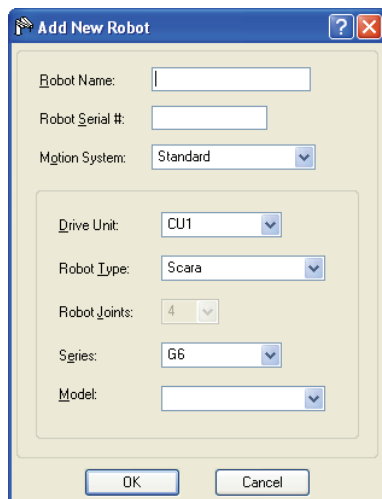 Add New Robot
Robot Name:
Robot Serial #:
Motion System: Standard
Drive Unit: CU1
Robot Type: Scara
Robot Joints: 4
Series: G6
Model:
OK Cancel